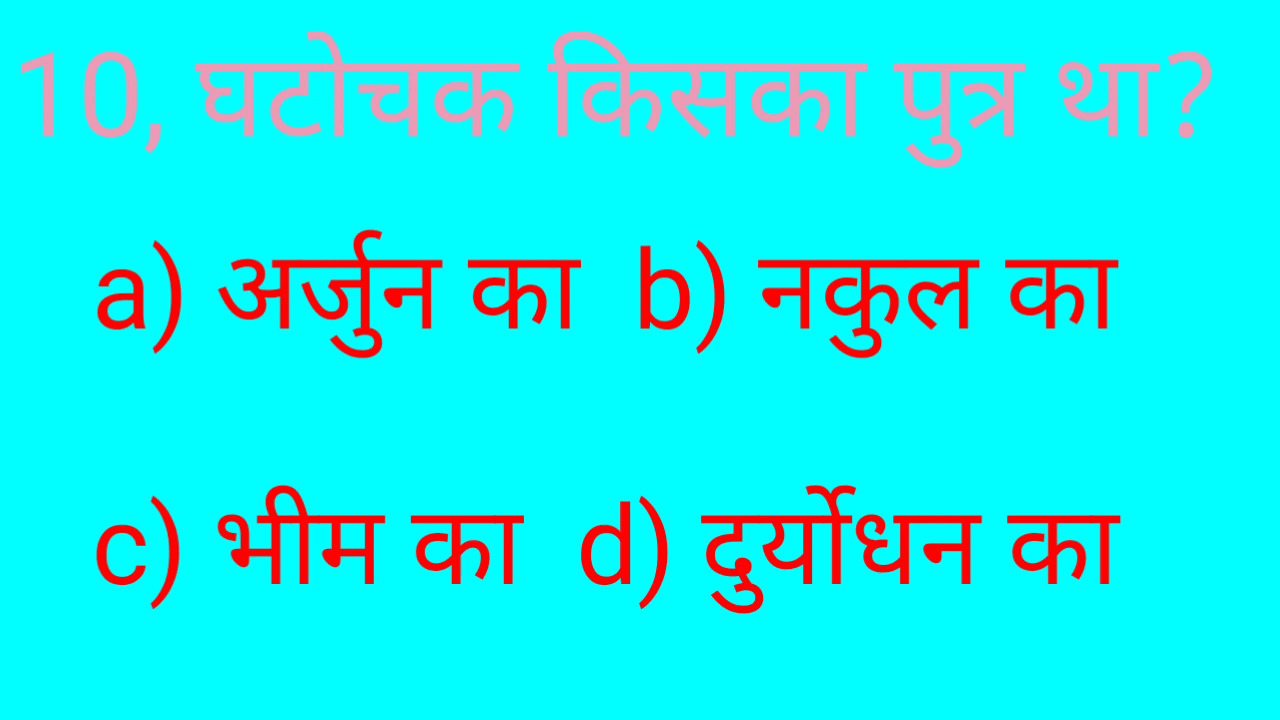 10, घटोचक किसका पुत्र था?
a) अर्जुन का b) नकुल का
c) भीम का d) दुर्योधन का